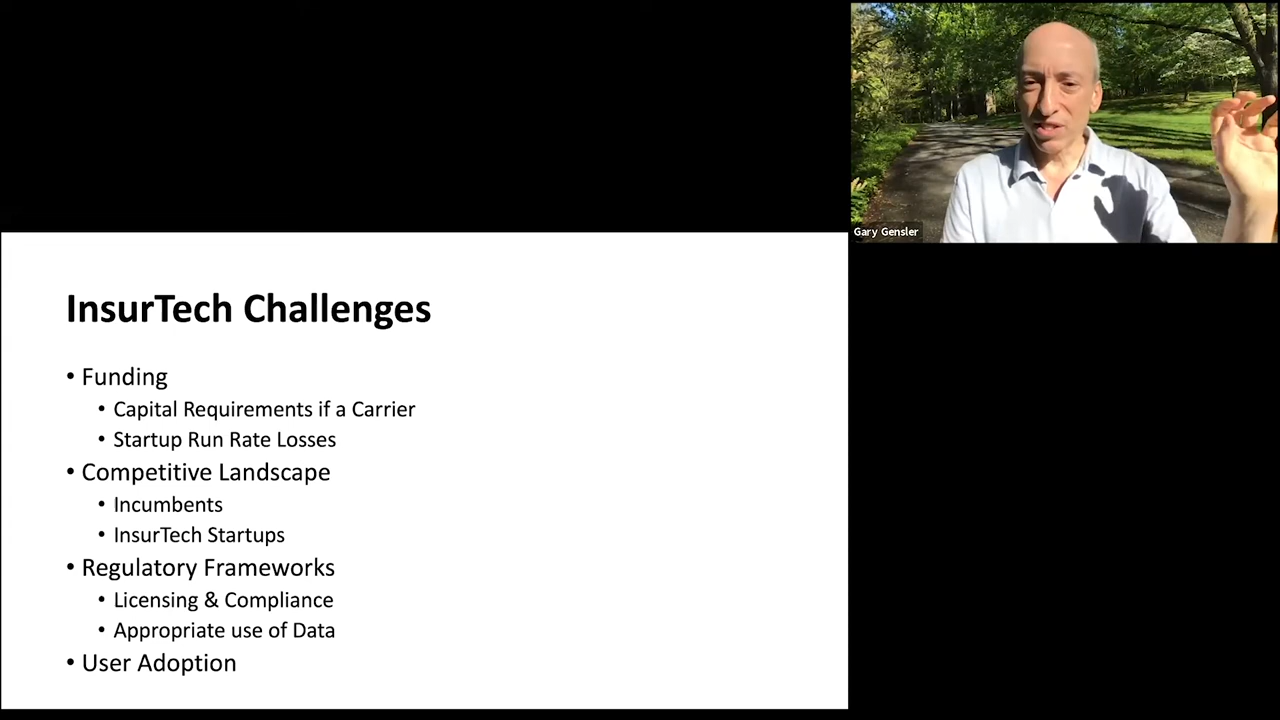 Gary Gensler
InsurTech Challenges
• Funding
• Capital Requirements if a Carrier
• Startup Run Rate Losses
• Competitive Landscape
• Incumbents
• InsurTech Startups
• Regulatory Frameworks
• Licensing & Compliance
• Appropriate use of Data
• User Adoption